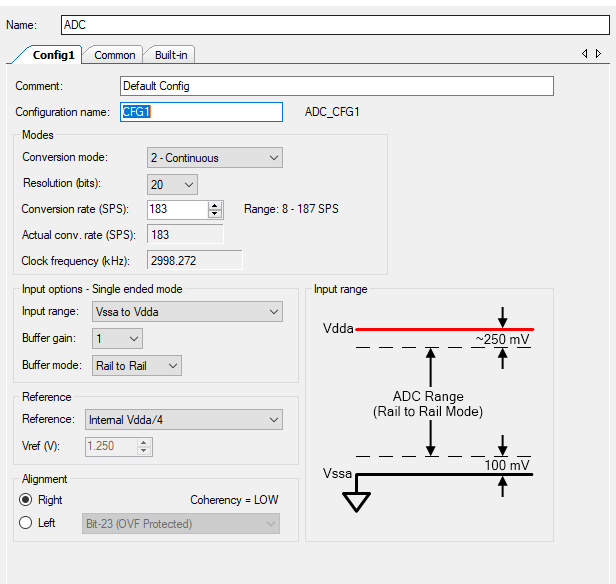 Name: ADC
Config1 Common Built-in
Comment: Default Config
Configuration name: CFG1 ADC_CFG1
Modes
Conversion mode: 2 - Continuous
Resolution (bits): 20
Conversion rate (SPS): 183 Range: 8 - 187 SPS
Actual conv. rate (SPS): 183
Clock frequency (kHz): 2998.272
Input options - Single ended mode
Input range: Vssa to Vdda
Buffer gain: 1
Buffer mode: Rail to Rail
Reference
Reference: Internal Vdda/4
Vref (V): 1.250
Alignment
Right Coherency = LOW
Left Bit-23 (OVF Protected)
Input range
Vdda
~250 mV
ADC Range
(Rail to Rail Mode)
100 mV
Vssa